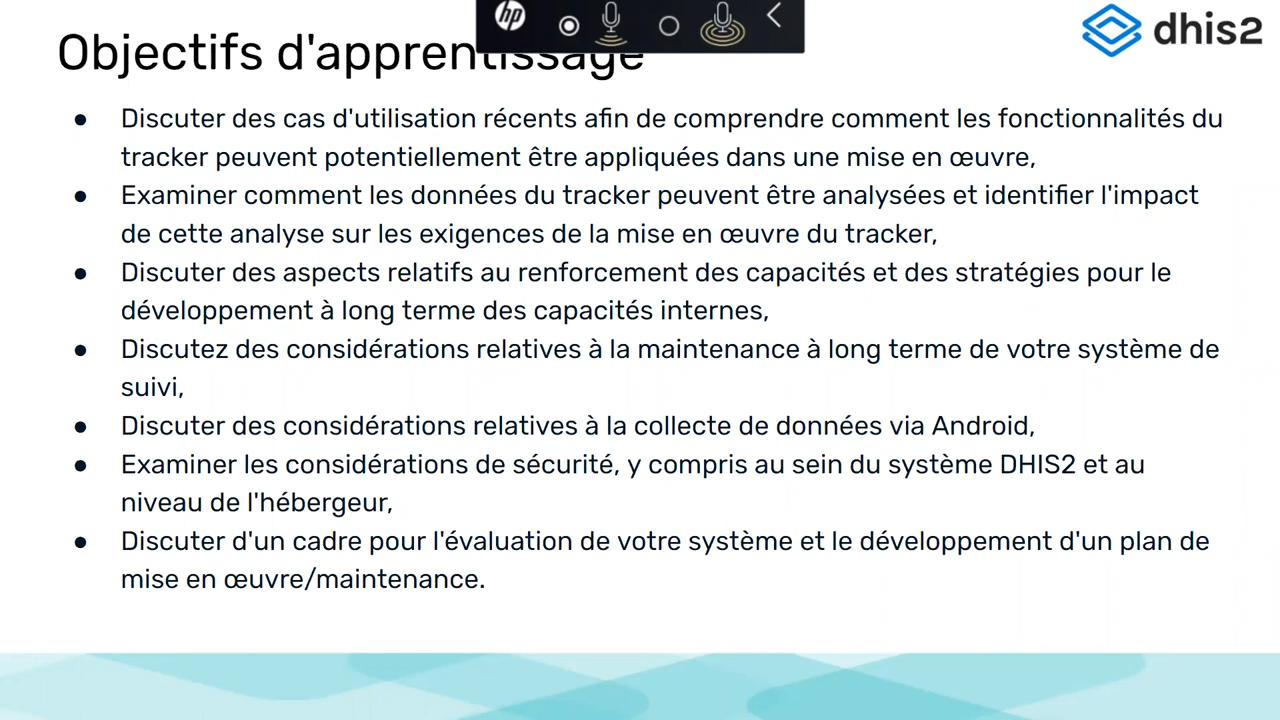 hp
dhis2
Objectifs d'apprentissage
● Discuter des cas d'utilisation récents afin de comprendre comment les fonctionnalités du
tracker peuvent potentiellement être appliquées dans une mise en œuvre,
● Examiner comment les données du tracker peuvent être analysées et identifier l'impact
de cette analyse sur les exigences de la mise en œuvre du tracker,
● Discuter des aspects relatifs au renforcement des capacités et des stratégies pour le
développement à long terme des capacités internes,
● Discutez des considérations relatives à la maintenance à long terme de votre système de
suivi,
● Discuter des considérations relatives à la collecte de données via Android,
● Examiner les considérations de sécurité, y compris au sein du système DHIS2 et au
niveau de l'hébergeur,
● Discuter d'un cadre pour l'évaluation de votre système et le développement d'un plan de
mise en œuvre/maintenance.